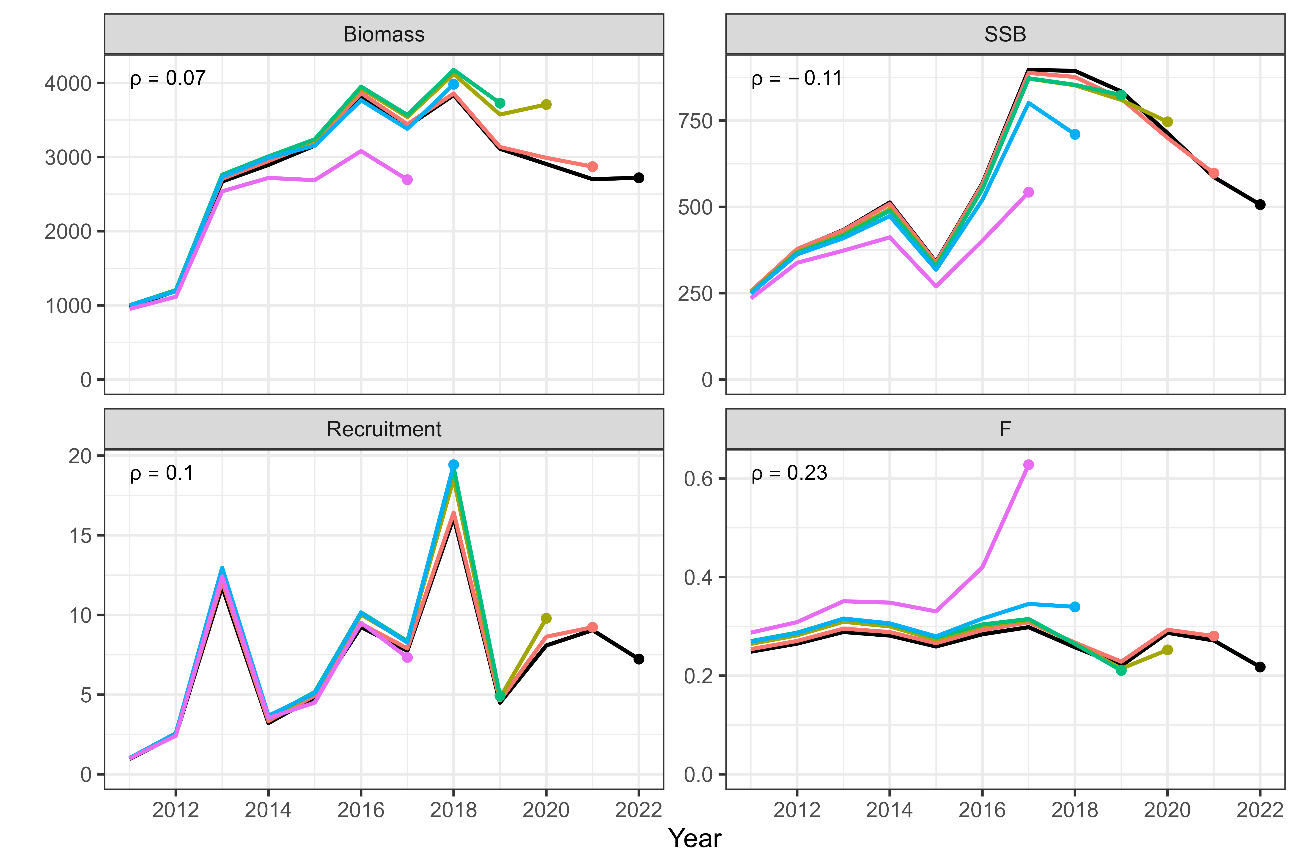 Biomass
SSB
ρ = 0.07
ρ = −0.11
4000
3000
2000
1000
0
750
500
250
0
Recruitment
F
ρ = 0.1
ρ = 0.23
20
15
10
5
0
0.6
0.4
0.2
0.0
2012 2014 2016 2018 2020 2022
2012 2014 2016 2018 2020 2022
Year